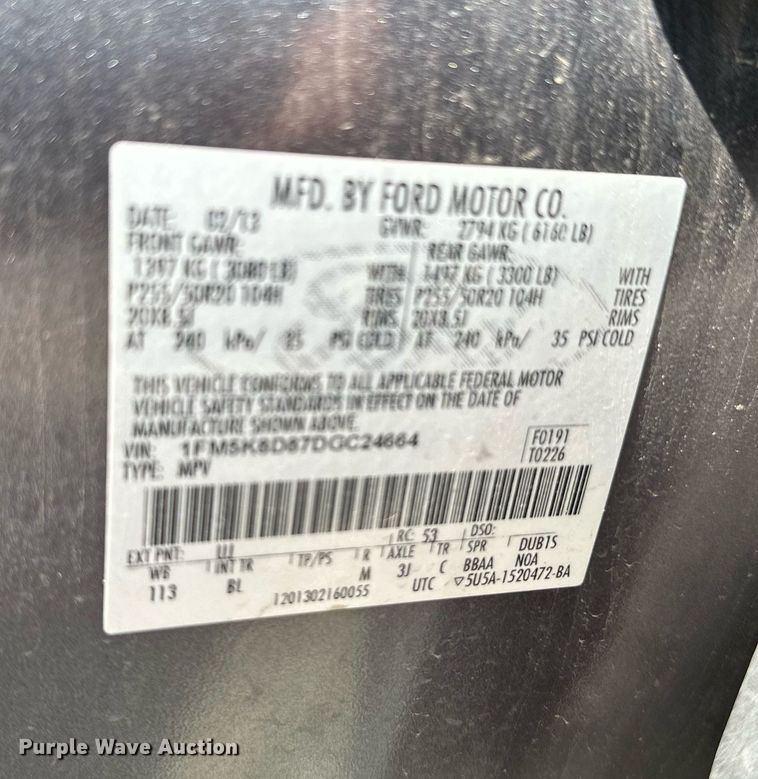 MFD. BY FORD MOTOR CO.
DATE: 02/13 GVWR: 2794 KG ( 6160 LB)
FRONT GAWR: REAR GAWR:
1397 KG ( 3080 LB) WITH 1497 KG ( 3300 LB) WITH
P255/50R20 104H TIRES P255/50R20 104H TIRES
20X8.5J RIMS 20X8.5J RIMS
AT 240 kPa/ 35 PSI COLD AT 240 kPa/ 35 PSI COLD
THIS VEHICLE CONFORMS TO ALL APPLICABLE FEDERAL MOTOR
VEHICLE SAFETY STANDARDS IN EFFECT ON THE DATE OF
MANUFACTURE SHOWN ABOVE.
VIN: 1FM5K8D87DGC24664 F0191
TYPE: MPV T0226
EXT PNT: UJ RC: 53 DSO:
WB INT TR TP/PS R AXLE TR SPR DUB1S
113 BL M 3J C BBAA NOA
1201302160055 UTC ▽5U5A-1520472-BA
Purple Wave Auction